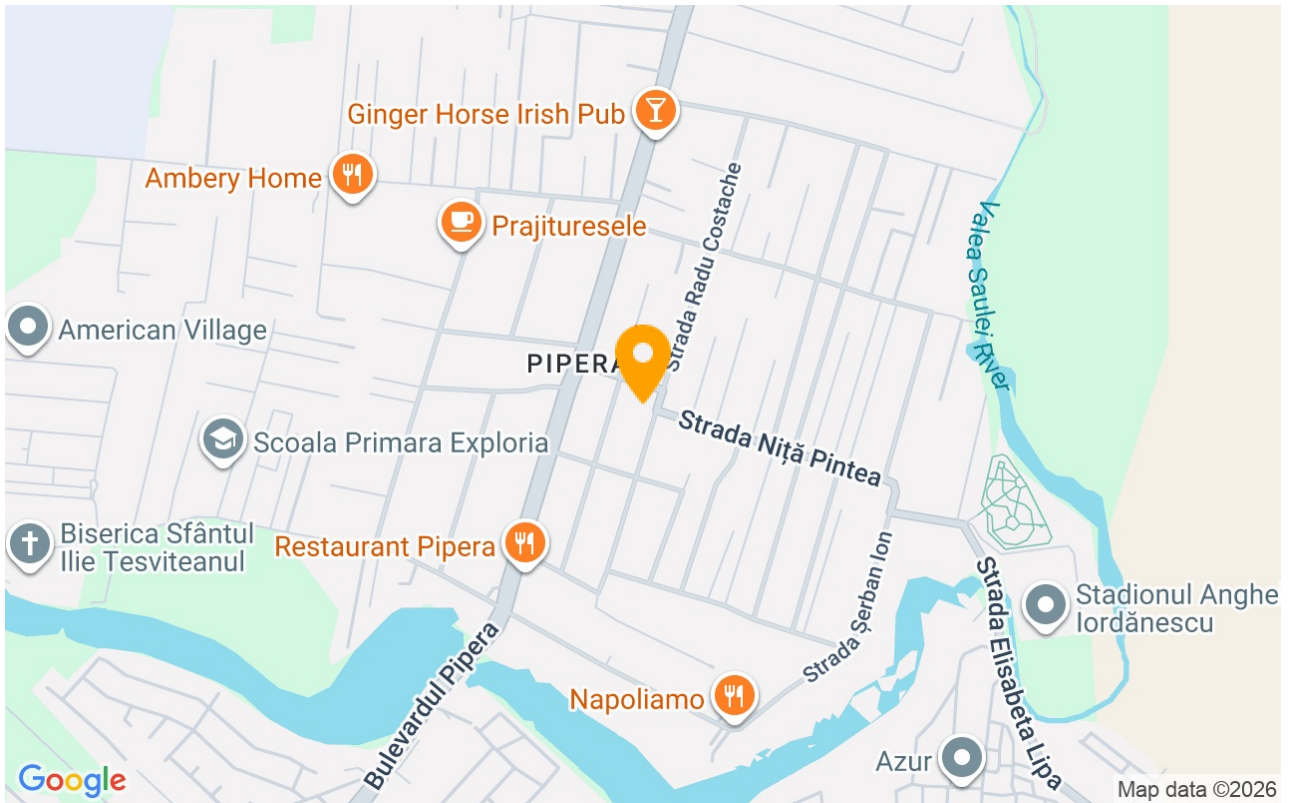 Ginger Horse Irish Pub
Ambery Home
Prajituresele
Strada Radu Costache
Valea Saulei River
American Village
PIPERA
Strada Niță Pintea
Scoala Primara Exploria
Biserica Sfântul
Ilie Tesviteanul
Restaurant Pipera
Strada Șerban Ion
Stadionul Anghe
Iordănescu
Strada Elisabeta Lipa
Bulevardul Pipera
Napoliamo
Azur
Google
Map data ©2026